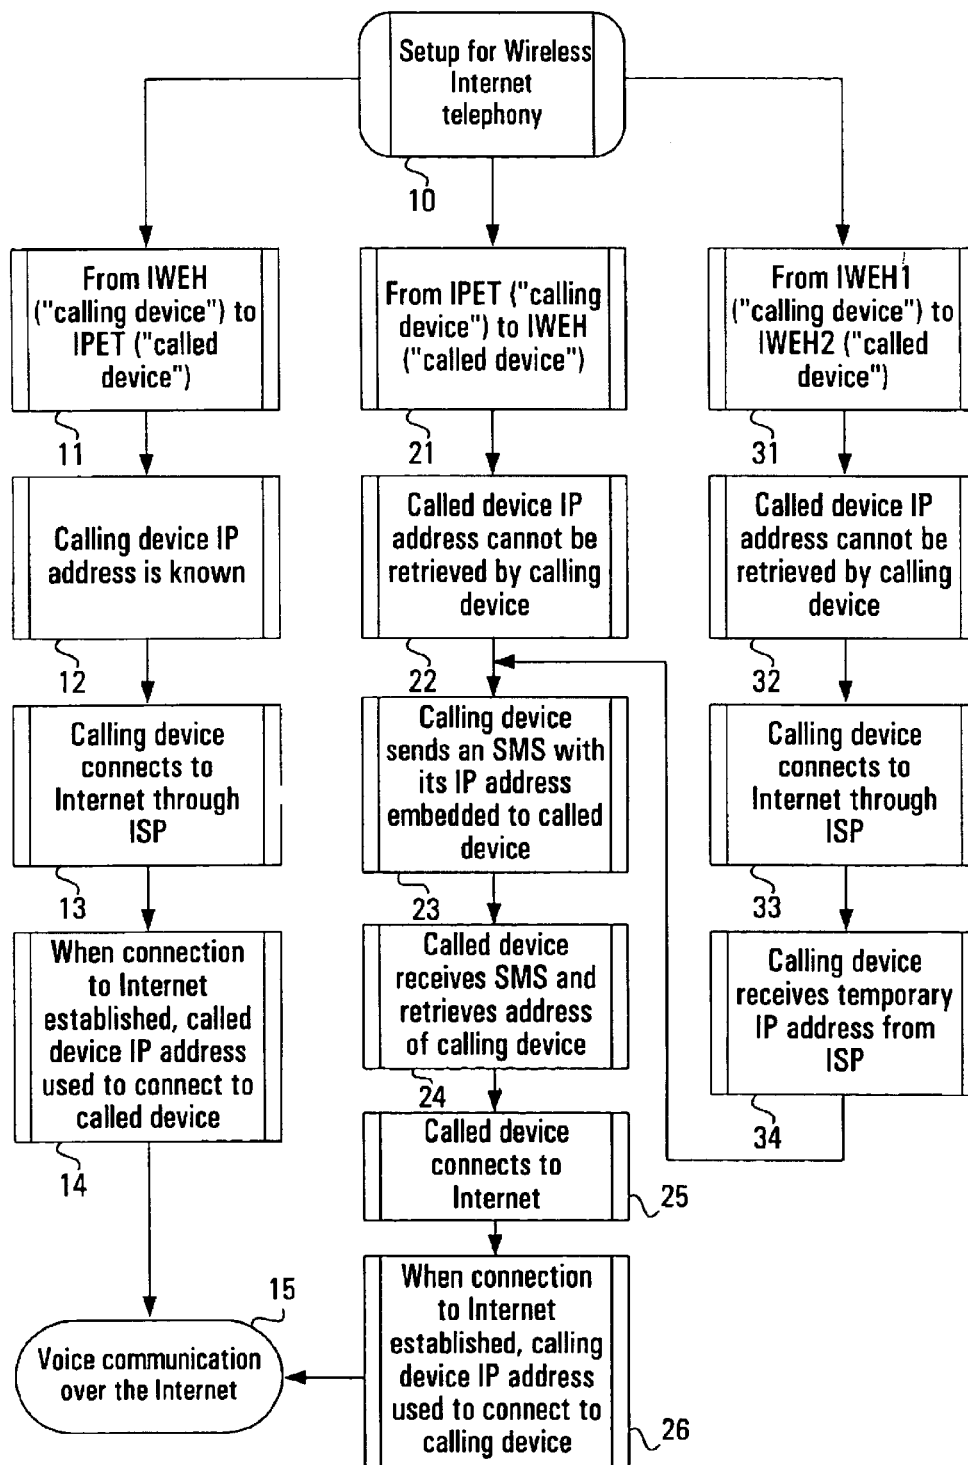 Setup for Wireless
Internet
telephony
10
From IWEH
("calling device") to
IPET ("called
device")
11
Calling device IP
address is known
12
Calling device
connects to
Internet through
ISP
13
When connection
to Internet
established, called
device IP address
used to connect to
called device
14
Voice communication
over the Internet
15
From IPET ("calling
device") to IWEH
("called device")
21
Called device IP
address cannot be
retrieved by calling
device
22
Calling device
sends an SMS with
its IP address
embedded to called
device
23
Called device
receives SMS and
retrieves address
of calling device
24
Called device
connects to
Internet
25
When connection
to Internet
established, calling
device IP address
used to connect to
calling device
26
From IWEH1
("calling device") to
IWEH2 ("called
device")
31
Called device IP
address cannot be
retrieved by calling
device
32
Calling device
connects to
Internet through
ISP
33
Calling device
receives temporary
IP address from
ISP
34